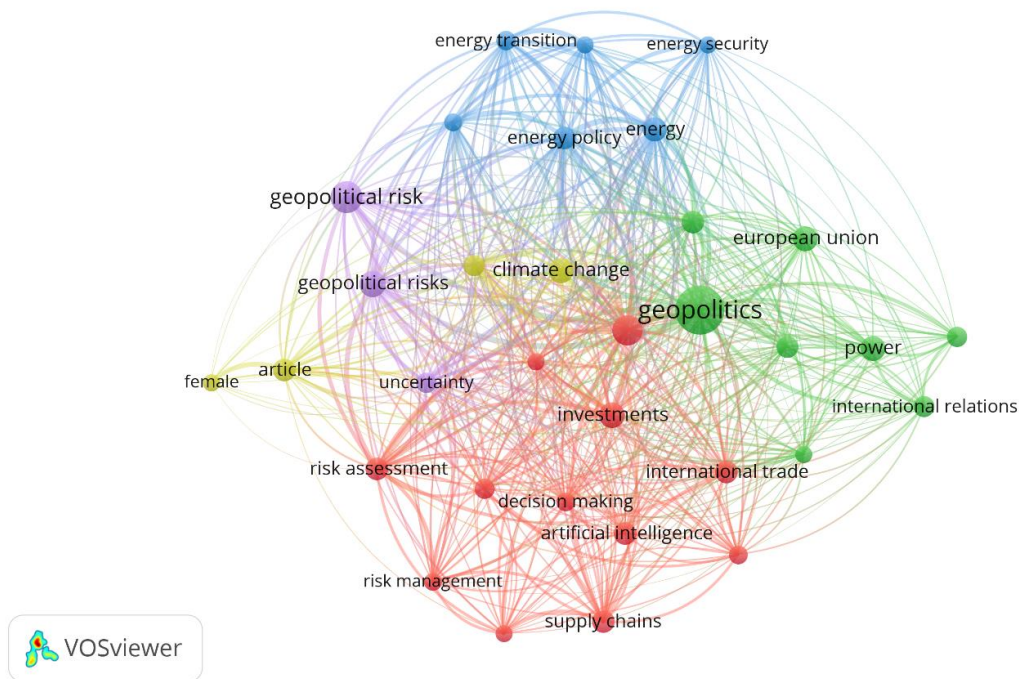 energy transition
energy security
energy policy
energy
geopolitical risk
european union
climate change
geopolitical risks
geopolitics
power
article
female
uncertainty
international relations
investments
risk assessment
international trade
decision making
artificial intelligence
risk management
supply chains
VOSviewer